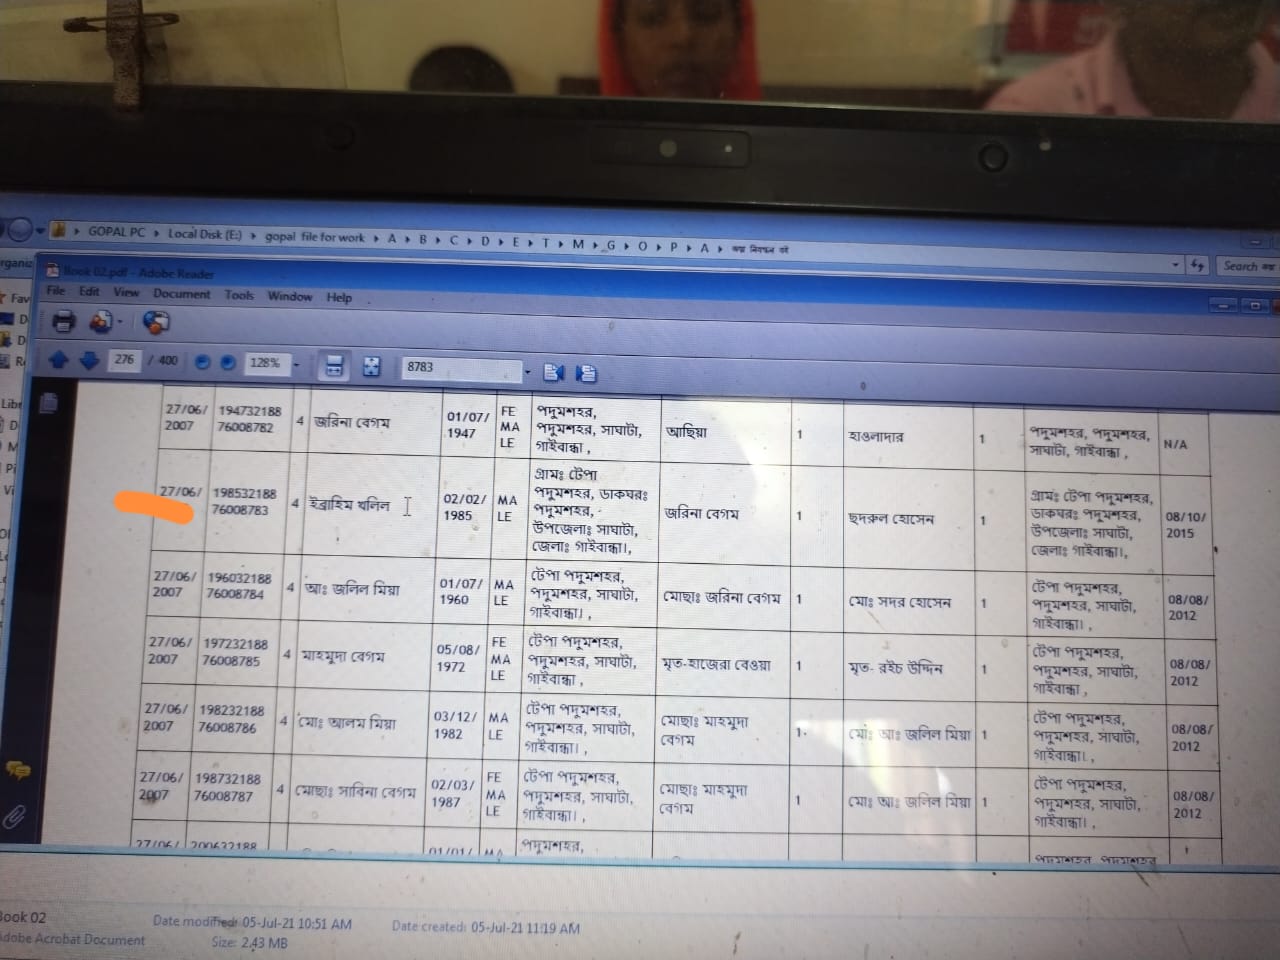 GOPAL PC ▸ Local Disk (E:) ▸ gopal file for work ▸ A ▸ B ▸ C ▸ D ▸ E ▸ T ▸ M ▸ G ▸ O ▸ P ▸ A ▸ জন্ম নিবন্ধন বই
Search
Book 02.pdf - Adobe Reader
File Edit View Document Tools Window Help
276 / 400 128% 8783
27/06/2007 19473218876008782 4 জরিনা বেগম 01/07/1947 FEMALE পদুমশহর, পদুমশহর, সাঘাটা, গাইবান্ধা , আছিয়া 1 হাওলাদার 1 পদুমশহর, পদুমশহর, সাঘাটা, গাইবান্ধা , N/A
27/06/ 19853218876008783 4 ইব্রাহিম খলিল 02/02/1985 MALE গ্রামঃ টেপা পদুমশহর, ডাকঘরঃ পদুমশহর, উপজেলাঃ সাঘাটা, জেলাঃ গাইবান্ধা।, জরিনা বেগম 1 ছদরুল হোসেন 1 গ্রামঃ টেপা পদুমশহর, ডাকঘরঃ পদুমশহর, উপজেলাঃ সাঘাটা, জেলাঃ গাইবান্ধা।, 08/10/2015
27/06/2007 19603218876008784 4 আঃ জলিল মিয়া 01/07/1960 MALE টেপা পদুমশহর, পদুমশহর, সাঘাটা, গাইবান্ধা। , মোছাঃ জরিনা বেগম 1 মোঃ সদর হোসেন 1 টেপা পদুমশহর, পদুমশহর, সাঘাটা, গাইবান্ধা। , 08/08/2012
27/06/2007 19723218876008785 4 মাহমুদা বেগম 05/08/1972 FEMALE টেপা পদুমশহর, পদুমশহর, সাঘাটা, গাইবান্ধা , মৃত-হাজেরা বেওয়া 1 মৃত- রইচ উদ্দিন 1 টেপা পদুমশহর, পদুমশহর, সাঘাটা, গাইবান্ধা , 08/08/2012
27/06/2007 19823218876008786 4 মোঃ আলম মিয়া 03/12/1982 MALE টেপা পদুমশহর, পদুমশহর, সাঘাটা, গাইবান্ধা। , মোছাঃ মাহমুদা বেগম 1 মোঃ আঃ জলিল মিয়া 1 টেপা পদুমশহর, পদুমশহর, সাঘাটা, গাইবান্ধা। , 08/08/2012
27/06/2007 19873218876008787 4 মোছাঃ সাবিনা বেগম 02/03/1987 FEMALE টেপা পদুমশহর, পদুমশহর, সাঘাটা, গাইবান্ধা। , মোছাঃ মাহমুদা বেগম 1 মোঃ আঃ জলিল মিয়া 1 টেপা পদুমশহর, পদুমশহর, সাঘাটা, গাইবান্ধা। , 08/08/2012
27/06/ 200632188 01/01/ MA পদুমশহর, পদুমশহর, পদুমশহর
Book 02 Date modified: 05-Jul-21 10:51 AM Date created: 05-Jul-21 11:19 AM
Adobe Acrobat Document Size: 2.43 MB